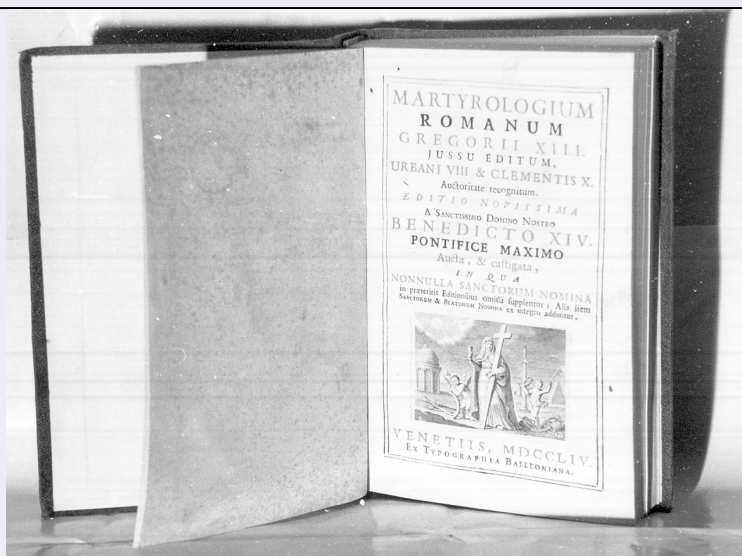 MARTYROLOGIUM
ROMANUM
GREGORII XIII.
JUSSU EDITUM,
URBANI VIII & CLEMENTIS X.
Auctoritate recognitum.
EDITIO NOVISSIMA
A SANCTISSIMO DOMINO NOSTRO
BENEDICTO XIV.
PONTIFICE MAXIMO
Aucta, & castigata,
IN QUA
NONNULLA SANCTORUM NOMINA
in præteritis Editionibus omissa supplentur; Alia item
SANCTORUM & BEATORUM NOMINA ex integro adduntur.
VENETIIS, MDCCLIV.
EX TYPOGRAPHIA BALLEONIANA.